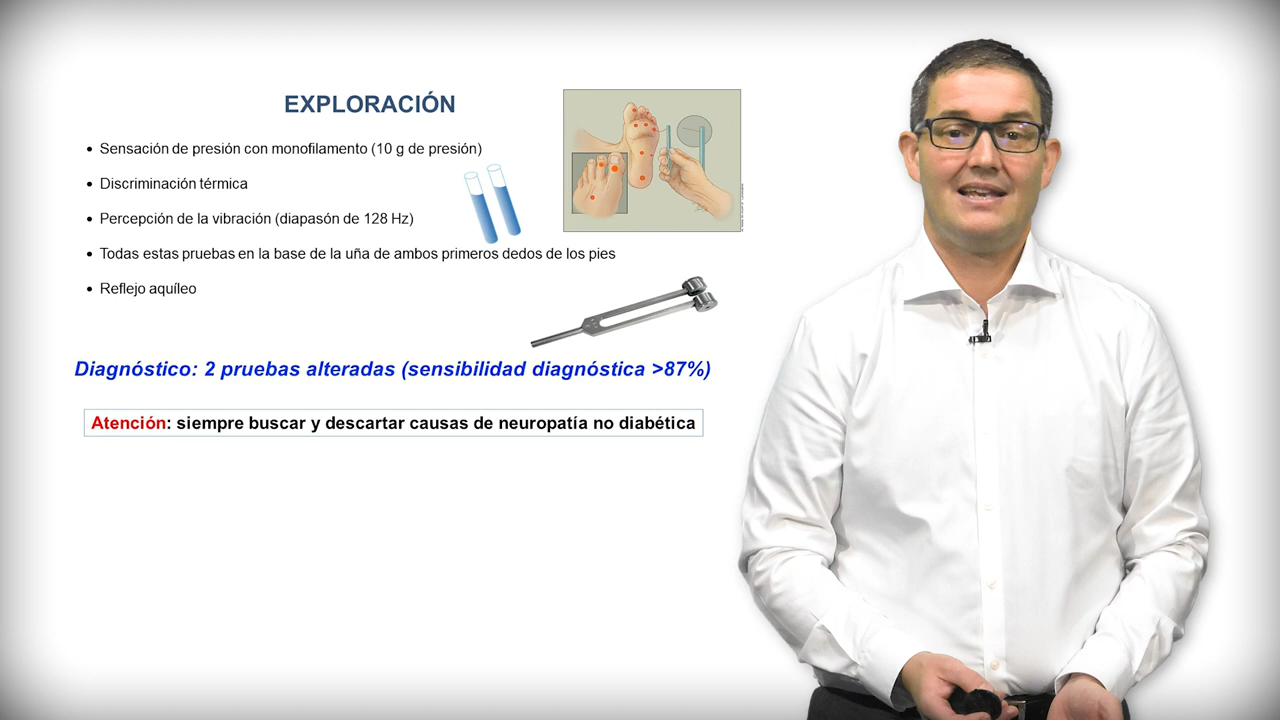 EXPLORACIÓN
• Sensación de presión con monofilamento (10 g de presión)
• Discriminación térmica
• Percepción de la vibración (diapasón de 128 Hz)
• Todas estas pruebas en la base de la uña de ambos primeros dedos de los pies
• Reflejo aquíleo
Diagnóstico: 2 pruebas alteradas (sensibilidad diagnóstica >87%)
Atención: siempre buscar y descartar causas de neuropatía no diabética